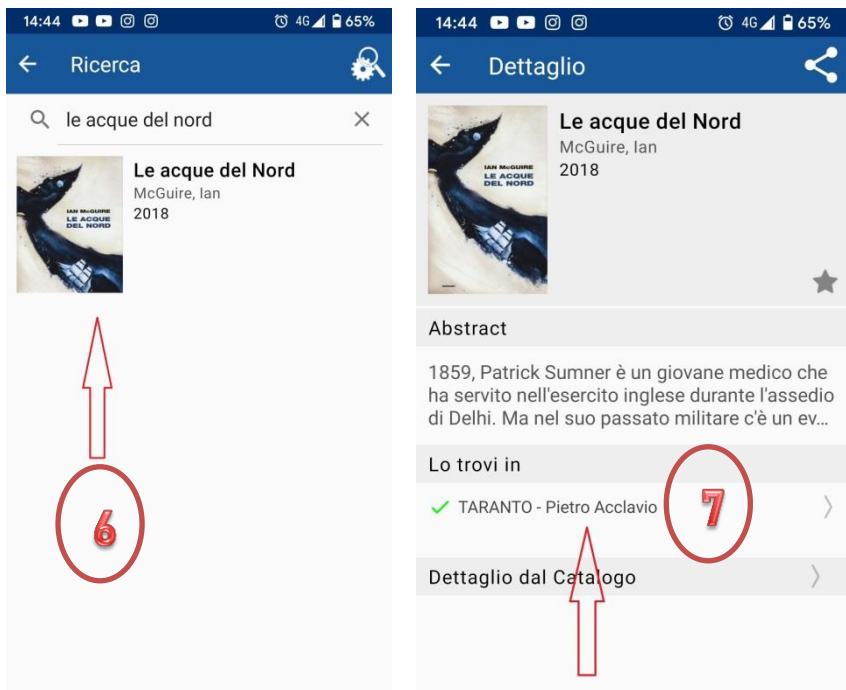 14:44 4G 65%
Ricerca
le acque del nord
IAN McGUIRE
LE ACQUE
DEL NORD
Le acque del Nord
McGuire, Ian
2018
6
14:44 4G 65%
Dettaglio
IAN McGUIRE
LE ACQUE
DEL NORD
Le acque del Nord
McGuire, Ian
2018
Abstract
1859, Patrick Sumner è un giovane medico che
ha servito nell'esercito inglese durante l'assedio
di Delhi. Ma nel suo passato militare c'è un ev...
Lo trovi in
TARANTO - Pietro Acclavio
7
Dettaglio dal Catalogo